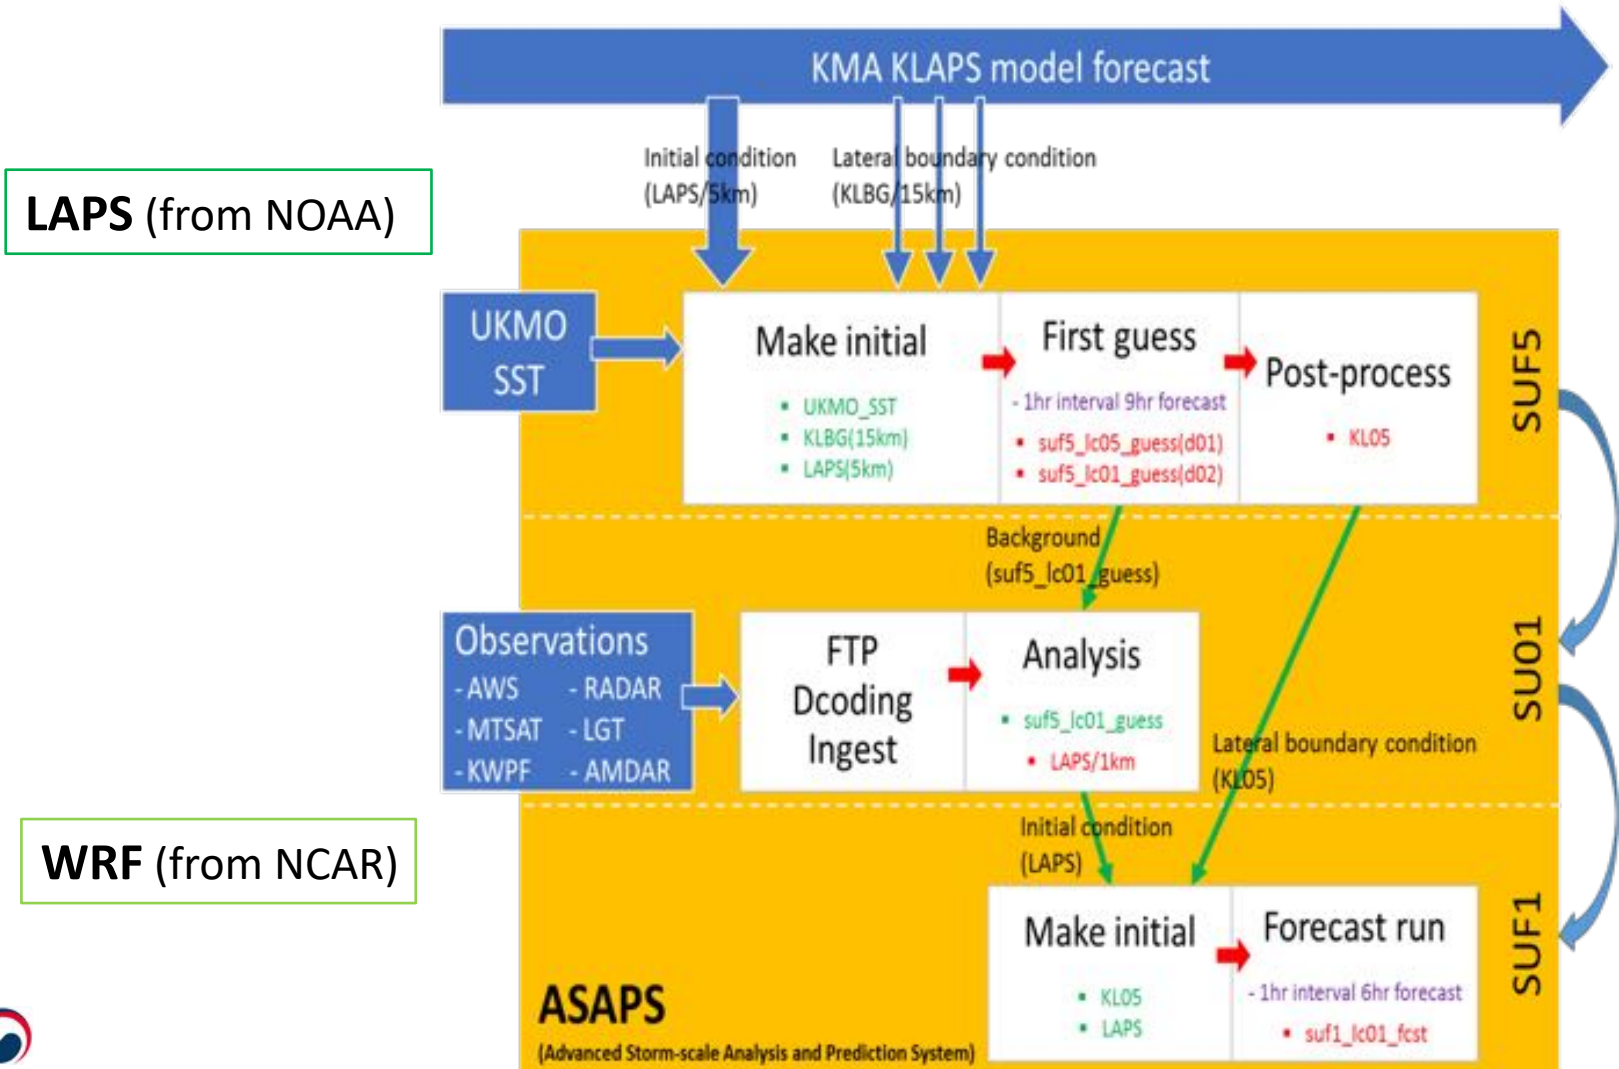 KMA KLAPS model forecast
Initial condition
(LAPS/5km)
Lateral boundary condition
(KLBG/15km)
LAPS (from NOAA)
UKMO
SST
Make initial
▪ UKMO_SST
▪ KLBG(15km)
▪ LAPS(5km)
First guess
- 1hr interval 9hr forecast
▪ suf5_lc05_guess(d01)
▪ suf5_lc01_guess(d02)
Post-process
▪ KL05
SUF5
Background
(suf5_lc01_guess)
Observations
- AWS - RADAR
- MTSAT - LGT
- KWPF - AMDAR
FTP
Dcoding
Ingest
Analysis
▪ suf5_lc01_guess
▪ LAPS/1km
SU01
Lateral boundary condition
(KL05)
WRF (from NCAR)
Initial condition
(LAPS)
Make initial
▪ KL05
▪ LAPS
Forecast run
- 1hr interval 6hr forecast
▪ suf1_lc01_fcst
SUF1
ASAPS
(Advanced Storm-scale Analysis and Prediction System)